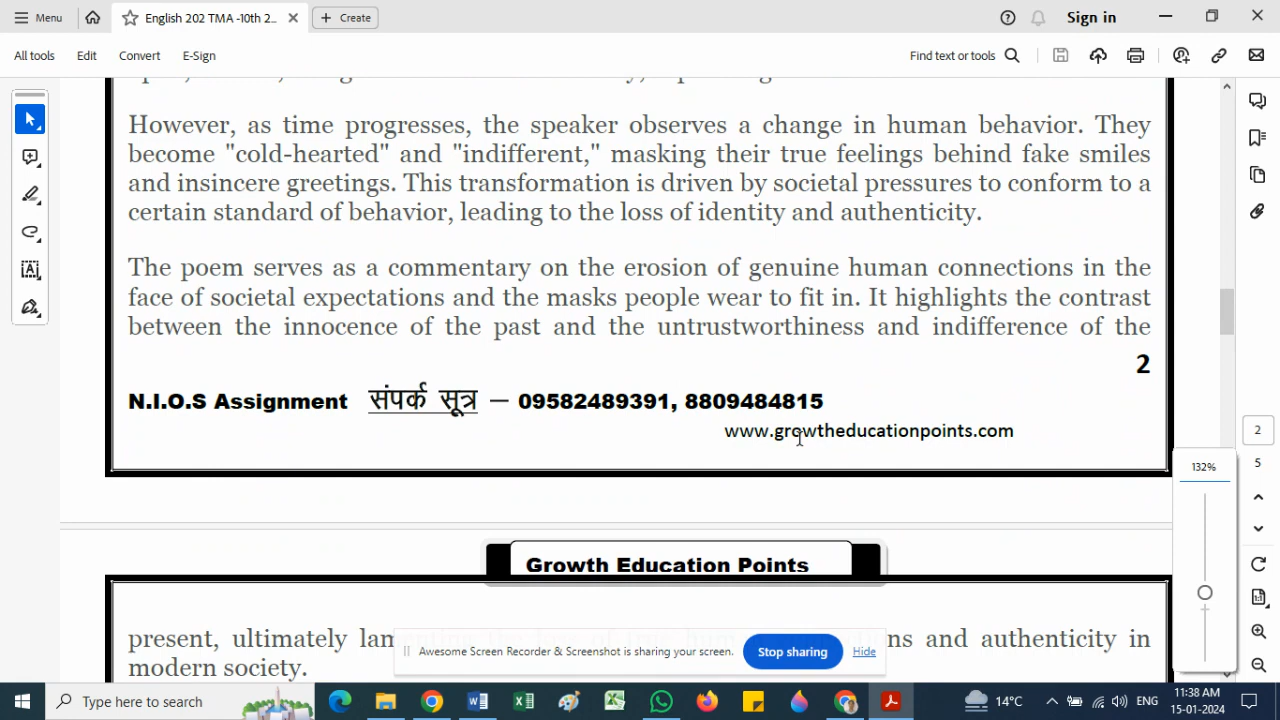 Menu
English 202 TMA -10th 2...
Create
Sign in
All tools
Edit
Convert
E-Sign
Find text or tools
However, as time progresses, the speaker observes a change in human behavior. They
become "cold-hearted" and "indifferent," masking their true feelings behind fake smiles
and insincere greetings. This transformation is driven by societal pressures to conform to a
certain standard of behavior, leading to the loss of identity and authenticity.
The poem serves as a commentary on the erosion of genuine human connections in the
face of societal expectations and the masks people wear to fit in. It highlights the contrast
between the innocence of the past and the untrustworthiness and indifference of the
2
N.I.O.S Assignment संपर्क सूत्र — 09582489391, 8809484815
www.growtheducationpoints.com
2
5
132%
Growth Education Points
present, ultimately
and authenticity in
modern society.
Awesome Screen Recorder & Screenshot is sharing your screen.
Stop sharing
Hide
Type here to search
14°C
ENG
11:38 AM
15-01-2024